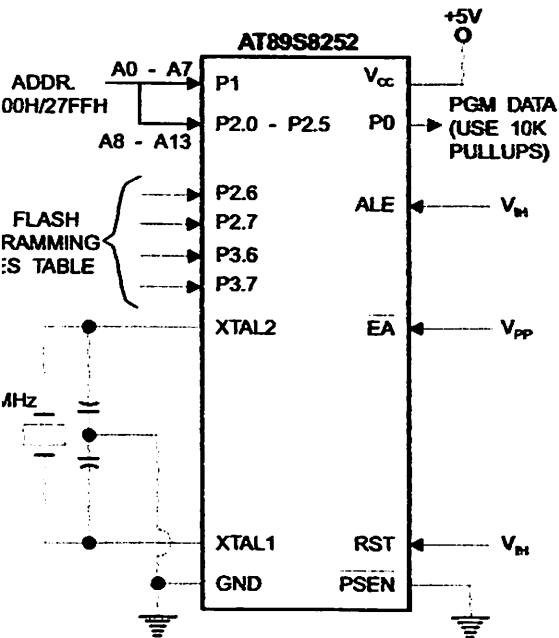 +5V
AT89S8252
A0 - A7
ADDR.
00H/27FFH
A8 - A13
P1
P2.0 - P2.5
VCC
P0
PGM DATA
(USE 10K
PULLUPS)
P2.6
P2.7
P3.6
P3.7
FLASH
RAMMING
ES TABLE
ALE
VIH
XTAL2
EA
VPP
MHz
XTAL1
RST
VIH
GND
PSEN